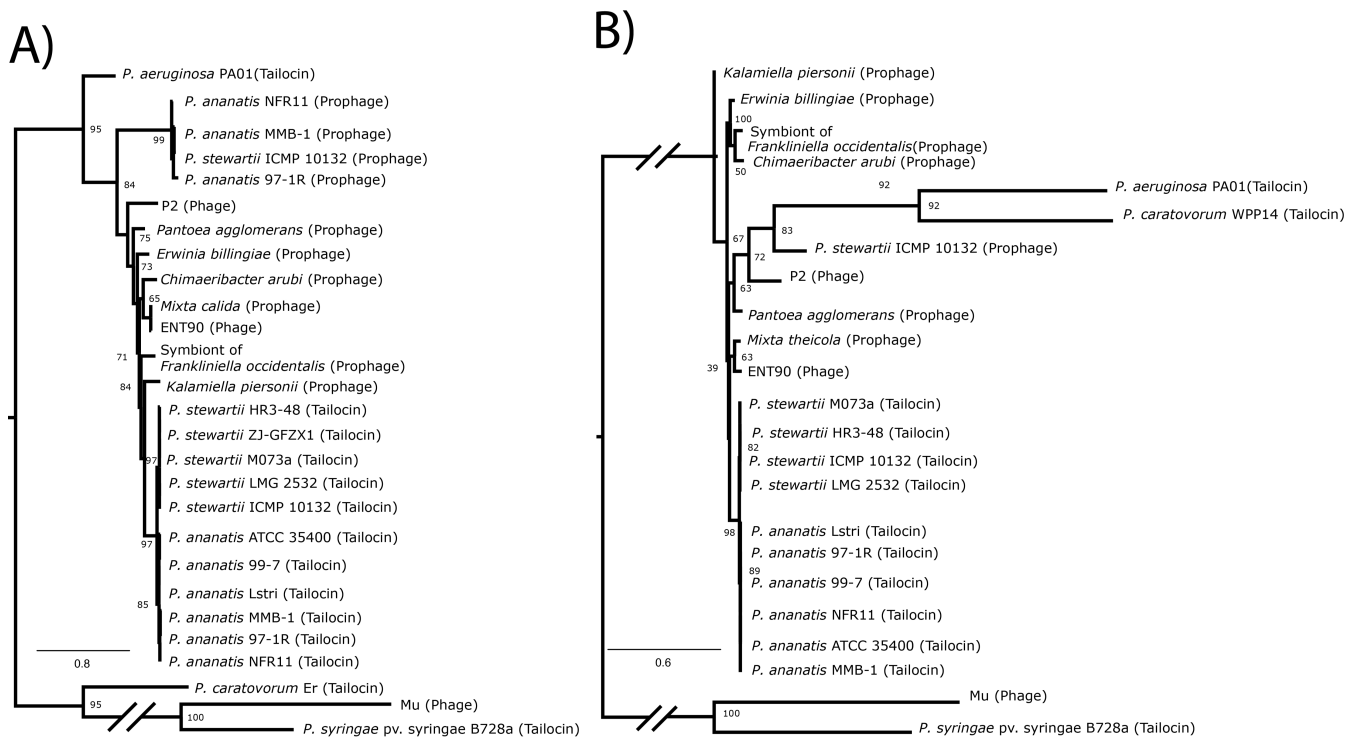 A)
P. aeruginosa PA01(Tailocin)
P. ananatis NFR11 (Prophage)
95
P. ananatis MMB-1 (Prophage)
99
P. stewartii ICMP 10132 (Prophage)
P. ananatis 97-1R (Prophage)
84
P2 (Phage)
Pantoea agglomerans (Prophage)
75
Erwinia billingiae (Prophage)
73
Chimaeribacter arubi (Prophage)
65
Mixta calida (Prophage)
ENT90 (Phage)
71
Symbiont of
Frankliniella occidentalis (Prophage)
84
Kalamiella piersonii (Prophage)
P. stewartii HR3-48 (Tailocin)
P. stewartii ZJ-GFZX1 (Tailocin)
97
P. stewartii M073a (Tailocin)
P. stewartii LMG 2532 (Tailocin)
P. stewartii ICMP 10132 (Tailocin)
97
P. ananatis ATCC 35400 (Tailocin)
P. ananatis 99-7 (Tailocin)
P. ananatis Lstri (Tailocin)
85
P. ananatis MMB-1 (Tailocin)
P. ananatis 97-1R (Tailocin)
P. ananatis NFR11 (Tailocin)
0.8
P. caratovorum Er (Tailocin)
95
Mu (Phage)
100
P. syringae pv. syringae B728a (Tailocin)
B)
Kalamiella piersonii (Prophage)
Erwinia billingiae (Prophage)
100
Symbiont of
Frankliniella occidentalis(Prophage)
Chimaeribacter arubi (Prophage)
50
92
P. aeruginosa PA01(Tailocin)
92
P. caratovorum WPP14 (Tailocin)
83
67
P. stewartii ICMP 10132 (Prophage)
72
P2 (Phage)
63
Pantoea agglomerans (Prophage)
Mixta theicola (Prophage)
63
39
ENT90 (Phage)
P. stewartii M073a (Tailocin)
P. stewartii HR3-48 (Tailocin)
82
P. stewartii ICMP 10132 (Tailocin)
P. stewartii LMG 2532 (Tailocin)
98
P. ananatis Lstri (Tailocin)
P. ananatis 97-1R (Tailocin)
89
P. ananatis 99-7 (Tailocin)
P. ananatis NFR11 (Tailocin)
P. ananatis ATCC 35400 (Tailocin)
0.6
P. ananatis MMB-1 (Tailocin)
Mu (Phage)
100
P. syringae pv. syringae B728a (Tailocin)